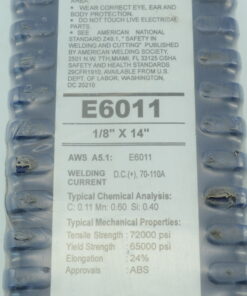 AWS:
• WEAR CORRECT EYE, EAR AND
BODY PROTECTION.
• DO NOT TOUCH LIVE ELECTRICAL
PARTS.
• SEE AMERICAN NATIONAL
STANDARD Z49.1, " SAFETY IN
WELDING AND CUTTING" PUBLISHED
BY AMERICAN WELDING SOCIETY,
2501 N.W 7TH,MIAMI, FL 33125 OSHA
SAFETY AND HEALTH STANDARDS
29CFR1910, AVAILABLE FROM U.S.
DEPT. OF LABOR, WASHINGTON,
DC 20210
E6011
1/8" X 14"
AWS A5.1: E6011
WELDING D.C.(+), 70-110A
CURRENT
Typical Chemical Analysis:
C: 0.11 Mn: 0.60 Si: 0.40
Typical Mechanical Properties:
Tensile Strength : 72000 psi
Yield Strength : 65000 psi
Elongation : 24%
Approvals : ABS